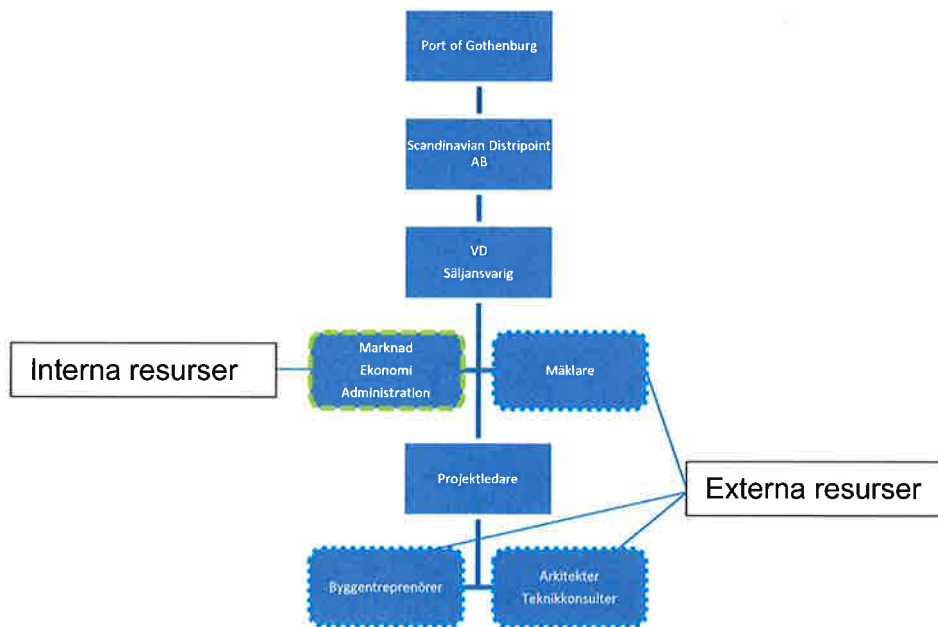 Port of Gothenburg
Scandinavian Distripoint
AB
VD
Säljansvarig
Interna resurser
Marknad
Ekonomi
Administration
Mäklare
Projektledare
Externa resurser
Byggentreprenörer
Arkitekter
Teknikkonsulter